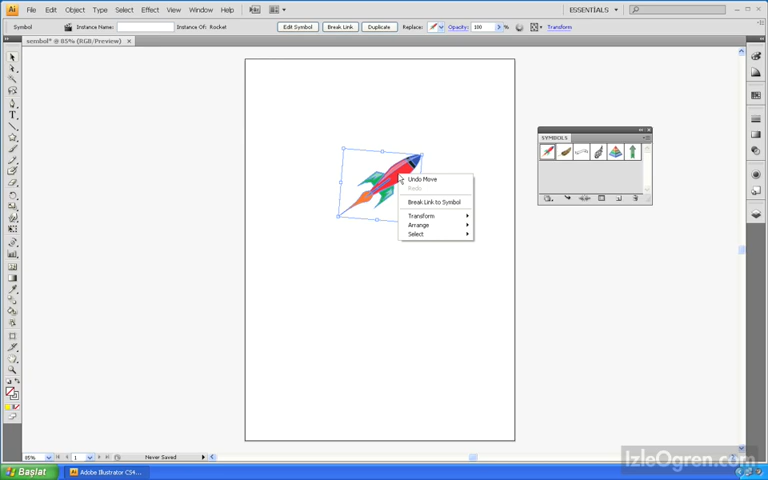 Ai File Edit Object Type Select Effect View Window Help Br ESSENTIALS
Symbol Instance Name: Instance Of: Rocket Edit Symbol Break Link Duplicate Replace: Opacity: 100 % Transform
sembol* @ 85% (RGB/Preview) ×
SYMBOLS
Undo Move
Redo
Break Link to Symbol
Transform
Arrange
Select
85% 1 Never Saved
IzleOgren.com
Başlat Ai Adobe Illustrator CS4...